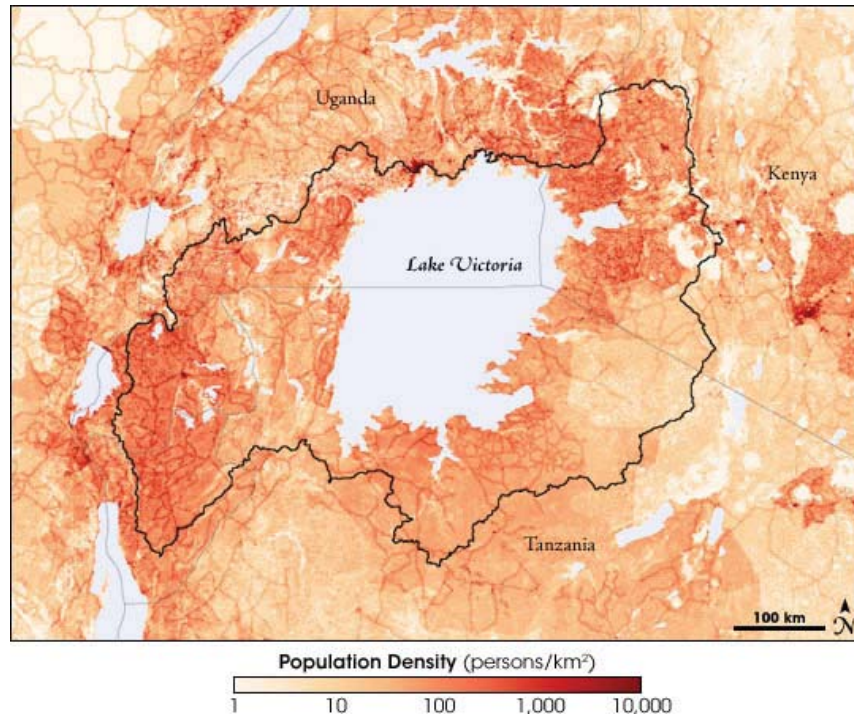 Uganda
Kenya
Lake Victoria
Tanzania
100 km
N
Population Density (persons/km²)
1 10 100 1,000 10,000